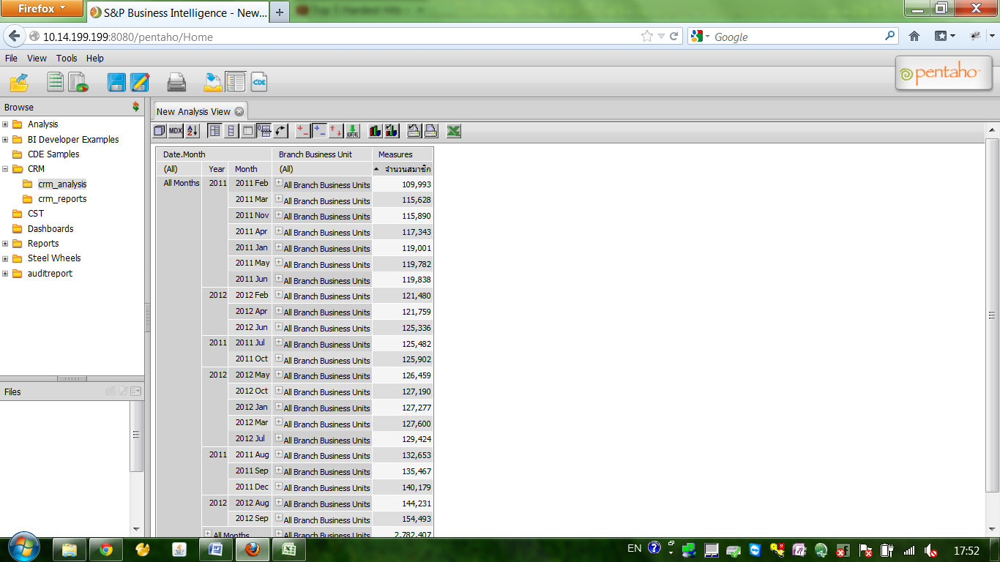 Firefox
S&P Business Intelligence - New...
10.14.199.199:8080/pentaho/Home
Google
File View Tools Help
pentaho
Browse
Analysis
BI Developer Examples
CDE Samples
CRM
crm_analysis
crm_reports
CST
Dashboards
Reports
Steel Wheels
auditreport
Files
CDE
New Analysis View
MDX
Date.Month Branch Business Unit Measures
(All) Year Month (All) จำนวนสมาชิก
All Months 2011 2011 Feb All Branch Business Units 109,993
2011 Mar All Branch Business Units 115,628
2011 Nov All Branch Business Units 115,890
2011 Apr All Branch Business Units 117,343
2011 Jan All Branch Business Units 119,001
2011 May All Branch Business Units 119,782
2011 Jun All Branch Business Units 119,838
2012 2012 Feb All Branch Business Units 121,480
2012 Apr All Branch Business Units 121,759
2012 Jun All Branch Business Units 125,336
2011 2011 Jul All Branch Business Units 125,482
2011 Oct All Branch Business Units 125,902
2012 2012 May All Branch Business Units 126,459
2012 Oct All Branch Business Units 127,190
2012 Jan All Branch Business Units 127,277
2012 Mar All Branch Business Units 127,600
2012 Jul All Branch Business Units 129,424
2011 2011 Aug All Branch Business Units 132,653
2011 Sep All Branch Business Units 135,467
2011 Dec All Branch Business Units 140,179
2012 2012 Aug All Branch Business Units 144,231
2012 Sep All Branch Business Units 154,493
All Months All Branch Business Units 2,782,407
EN
17:52